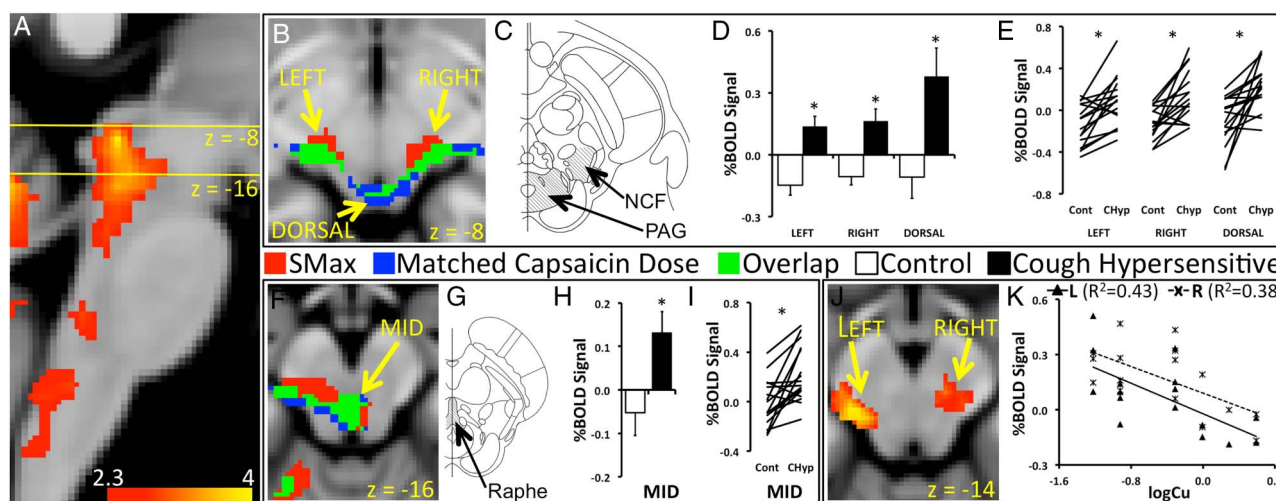 A
z = -8
z = -16
2.3
4
B
LEFT
RIGHT
DORSAL
z = -8
C
NCF
PAG
D
%BOLD Signal
0.6
0.3
0.0
-0.3
*
*
*
LEFT
RIGHT
DORSAL
E
%BOLD Signal
0.8
0.4
0.0
-0.4
-0.8
*
*
*
Cont CHyp
Cont Chyp
Cont CHyp
LEFT
RIGHT
DORSAL
SMax
Matched Capsaicin Dose
Overlap
Control
Cough Hypersensitive
F
MID
z = -16
G
Raphe
H
%BOLD Signal
0.2
0.1
0.0
-0.1
-0.2
*
MID
I
%BOLD Signal
0.8
0.4
0.0
-0.4
*
Cont CHyp
MID
J
LEFT
RIGHT
z = -14
K
L (R²=0.43)
R (R²=0.38
%BOLD Signal
0.6
0.3
0.0
-0.3
-1.6
-0.9
-0.2
0.4
logCu